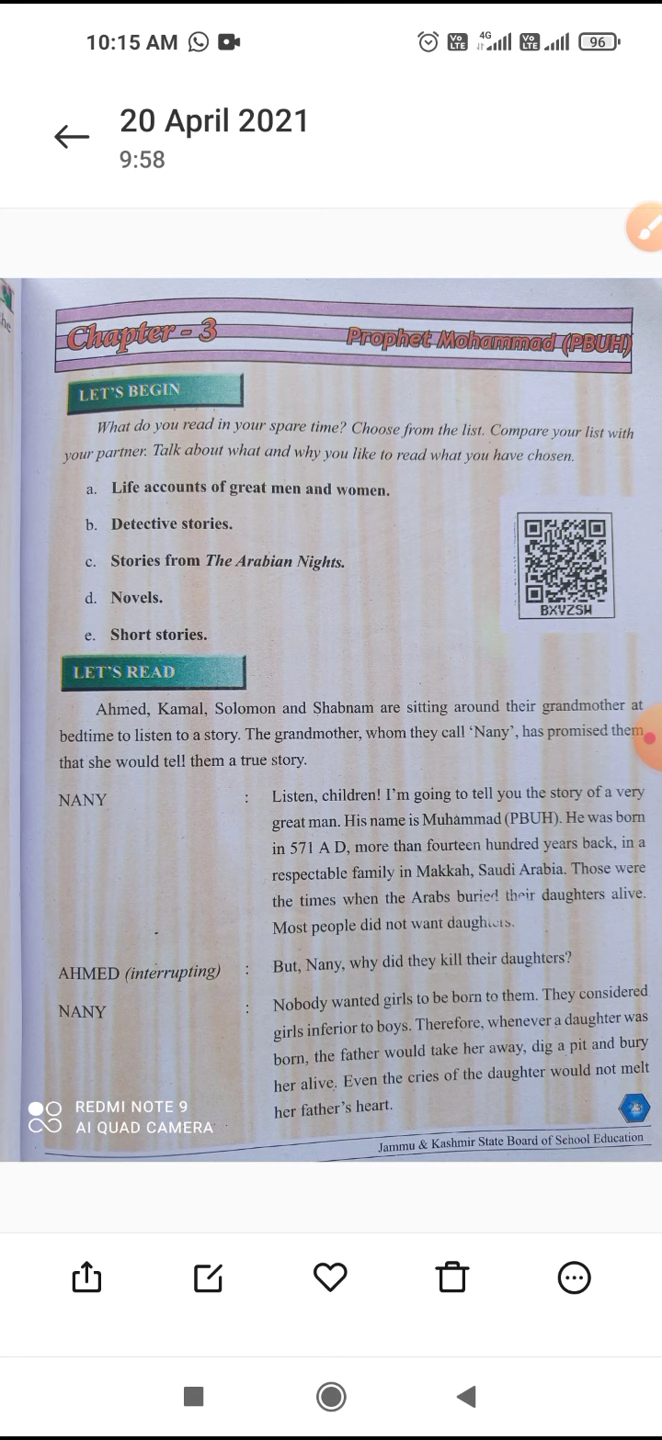 10:15 AM
Vo LTE 4G Vo LTE 96
20 April 2021
9:58
he
Chapter - 3 Prophet Mohammad (PBUH)
LET'S BEGIN
What do you read in your spare time? Choose from the list. Compare your list with
your partner. Talk about what and why you like to read what you have chosen.
a. Life accounts of great men and women.
b. Detective stories.
c. Stories from The Arabian Nights.
d. Novels.
e. Short stories.
BXVZSW
LET'S READ
Ahmed, Kamal, Solomon and Shabnam are sitting around their grandmother at
bedtime to listen to a story. The grandmother, whom they call ‘Nany’, has promised them
that she would tell them a true story.
NANY : Listen, children! I'm going to tell you the story of a very
great man. His name is Muhammad (PBUH). He was born
in 571 A D, more than fourteen hundred years back, in a
respectable family in Makkah, Saudi Arabia. Those were
the times when the Arabs buried their daughters alive.
Most people did not want daughters.
AHMED (interrupting) : But, Nany, why did they kill their daughters?
NANY : Nobody wanted girls to be born to them. They considered
girls inferior to boys. Therefore, whenever a daughter was
born, the father would take her away, dig a pit and bury
her alive. Even the cries of the daughter would not melt
her father's heart.
REDMI NOTE 9
AI QUAD CAMERA
23
Jammu & Kashmir State Board of School Education